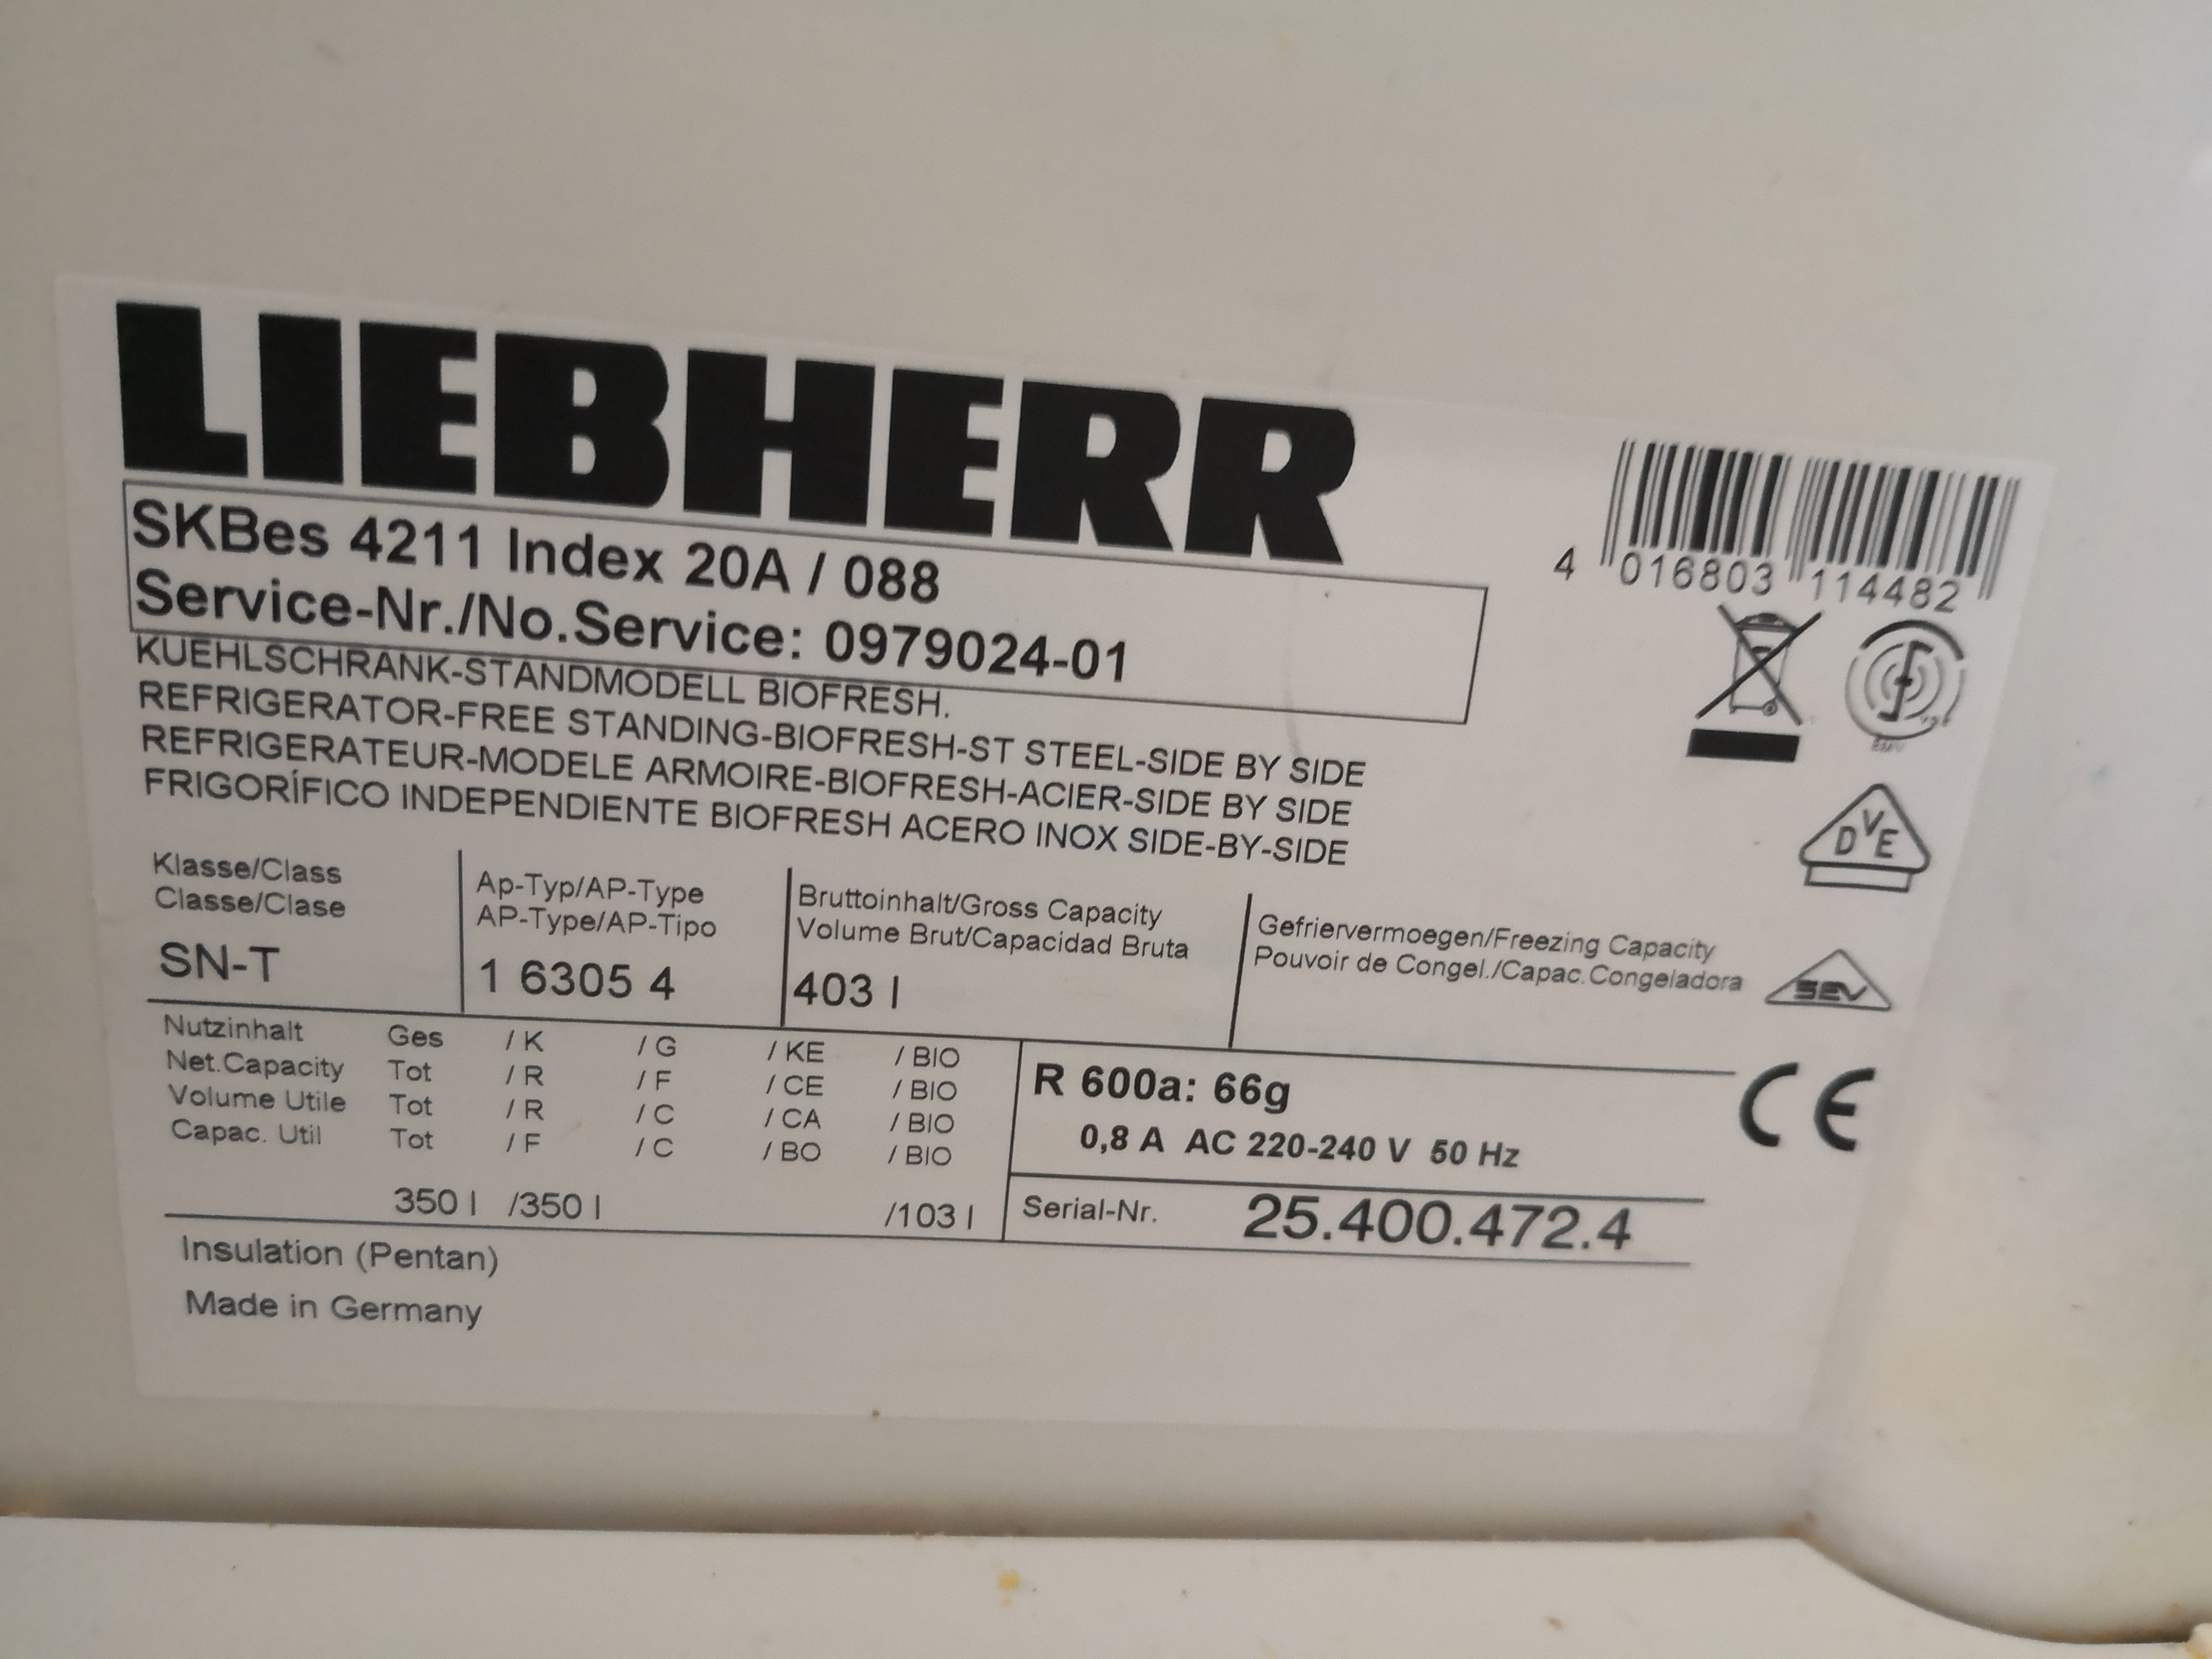 LIEBHERR
SKBes 4211 Index 20A / 088
Service-Nr./No.Service: 0979024-01
4 016803 114482
KUEHLSCHRANK-STANDMODELL BIOFRESH.
REFRIGERATOR-FREE STANDING-BIOFRESH-ST STEEL-SIDE BY SIDE
REFRIGERATEUR-MODELE ARMOIRE-BIOFRESH-ACIER-SIDE BY SIDE
FRIGORÍFICO INDEPENDIENTE BIOFRESH ACERO INOX SIDE-BY-SIDE
DVE
SEV
CE
Klasse/Class
Classe/Clase
SN-T
Ap-Typ/AP-Type
AP-Type/AP-Tipo
1 6305 4
Bruttoinhalt/Gross Capacity
Volume Brut/Capacidad Bruta
403 l
Gefriervermoegen/Freezing Capacity
Pouvoir de Congel./Capac.Congeladora
Nutzinhalt Ges / K / G / KE / BIO
Net.Capacity Tot / R / F / CE / BIO
Volume Utile Tot / R / C / CA / BIO
Capac. Util Tot / F / C / BO / BIO
350 l /350 l /103 l
R 600a: 66g
0,8 A AC 220-240 V 50 Hz
Serial-Nr. 25.400.472.4
Insulation (Pentan)
Made in Germany